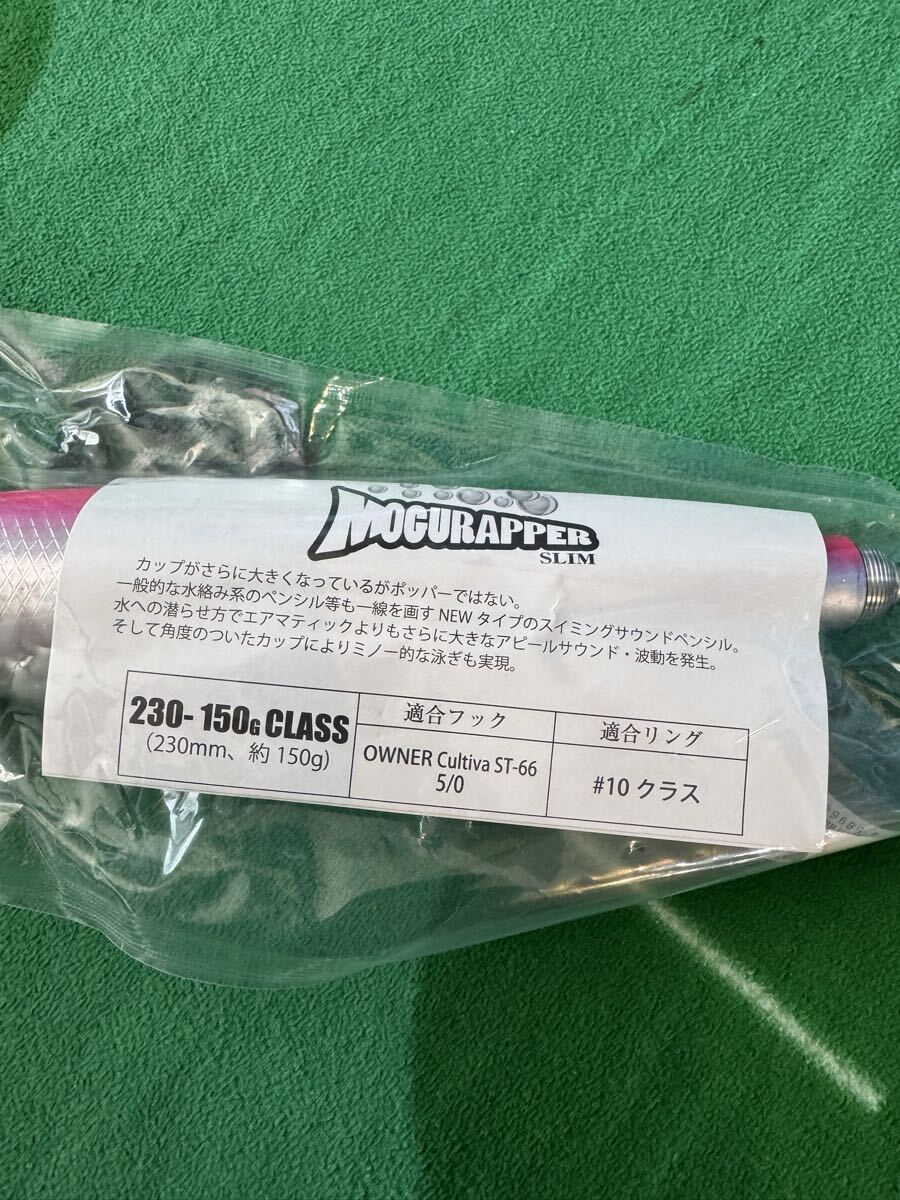 MOGURAPPER
SLIM
カップがさらに大きくなっているがポッパーではない。
一般的な水絡み系のペンシル等も一線を画す NEW タイプのスイミングサウンドペンシル。
水への潜らせ方でエアマティックよりもさらに大きなアピールサウンド・波動を発生。
そして角度のついたカップによりミノー的な泳ぎも実現。
230- 150G CLASS
(230mm、約 150g)
適合フック
OWNER Cultiva ST-66
5/0
適合リング
#10 クラス